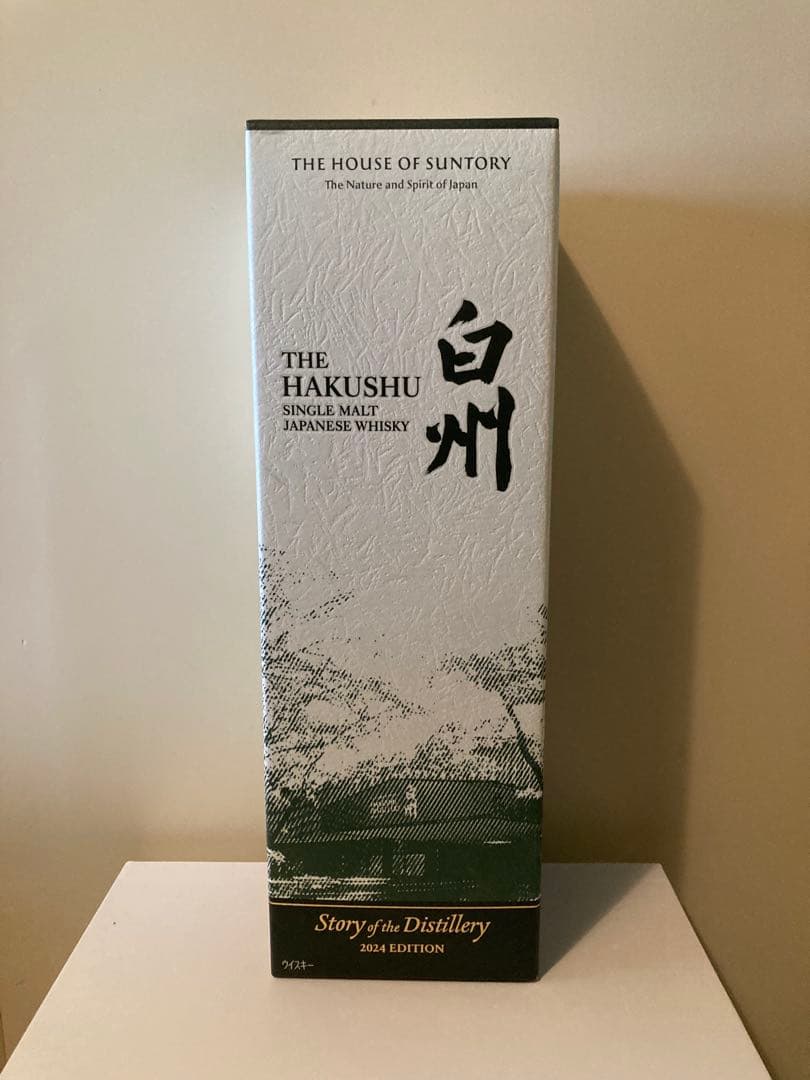 THE HOUSE OF SUNTORY
The Nature and Spirit of Japan
THE
HAKUSHU
SINGLE MALT
JAPANESE WHISKY
白州
Story of the Distillery
2024 EDITION
ウイスキー